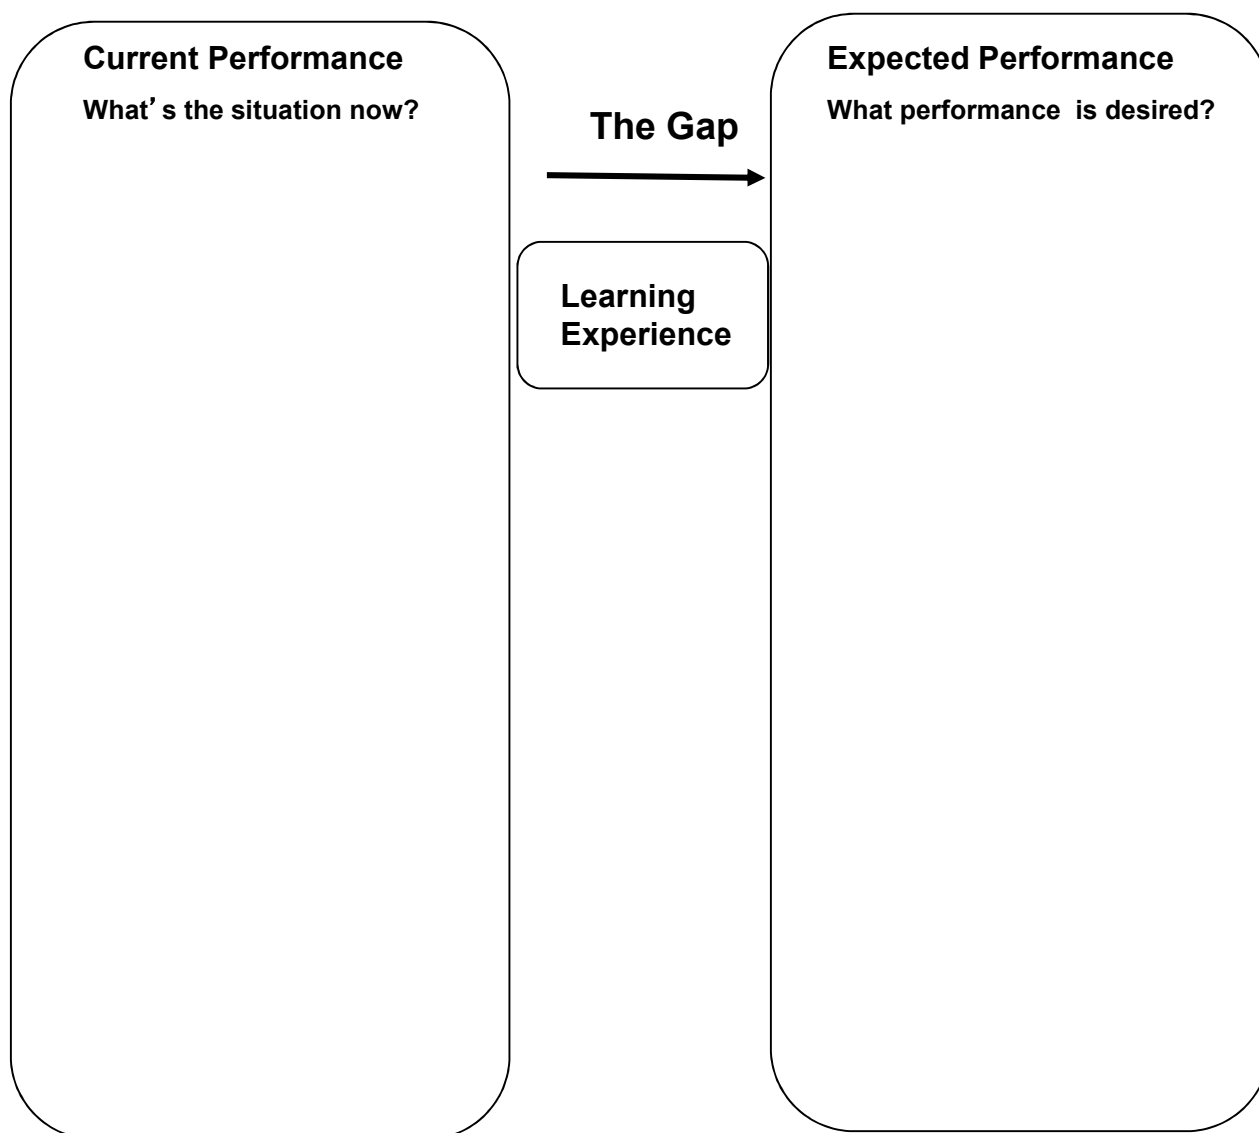 Current Performance
What's the situation now?
The Gap
Learning
Experience
Expected Performance
What performance  is desired?